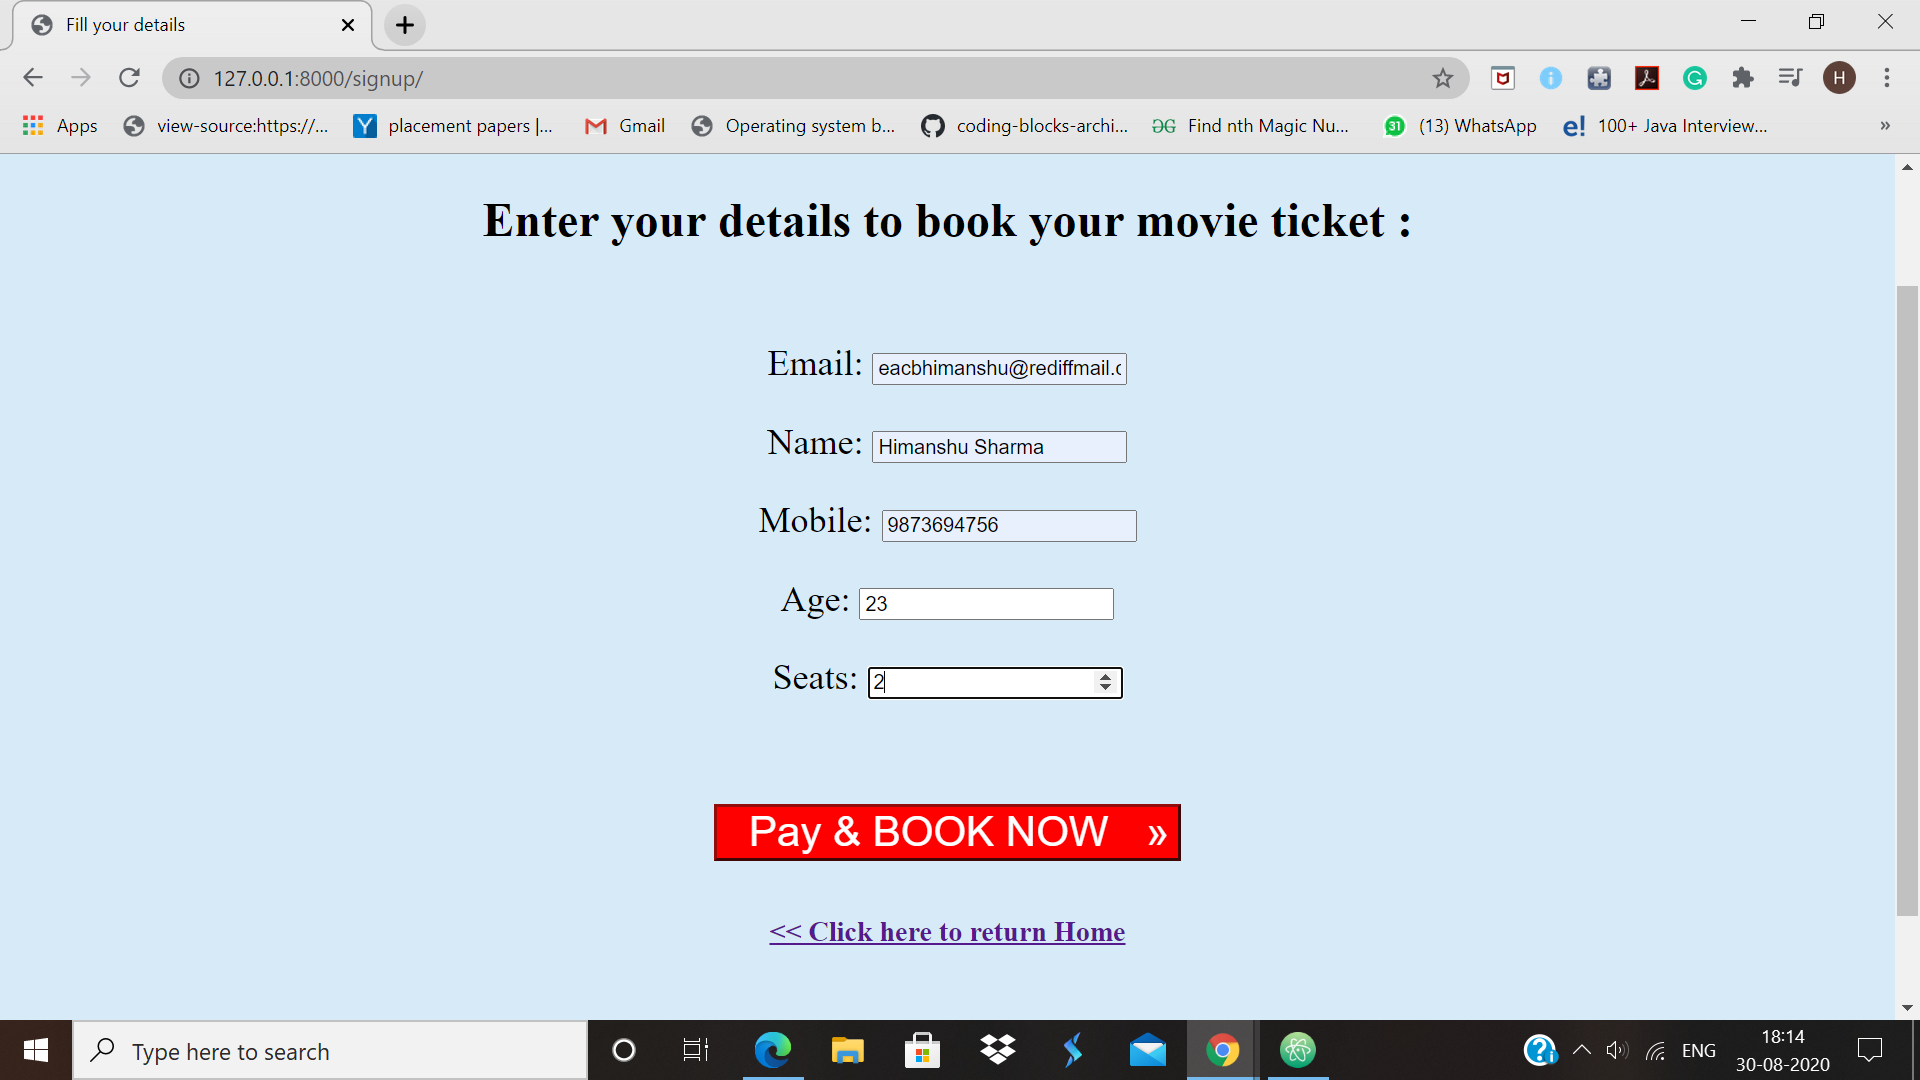 Fill your details
127.0.0.1:8000/signup/
H
Apps
view-source:https://...
Y placement papers |...
Gmail
Operating system b...
coding-blocks-archi...
Find nth Magic Nu...
31 (13) WhatsApp
e! 100+ Java Interview...
»
Enter your details to book your movie ticket :
Email: eacbhimanshu@rediffmail.c
Name: Himanshu Sharma
Mobile: 9873694756
Age: 23
Seats: 2
Pay & BOOK NOW »
<< Click here to return Home
Type here to search
ENG
18:14
30-08-2020